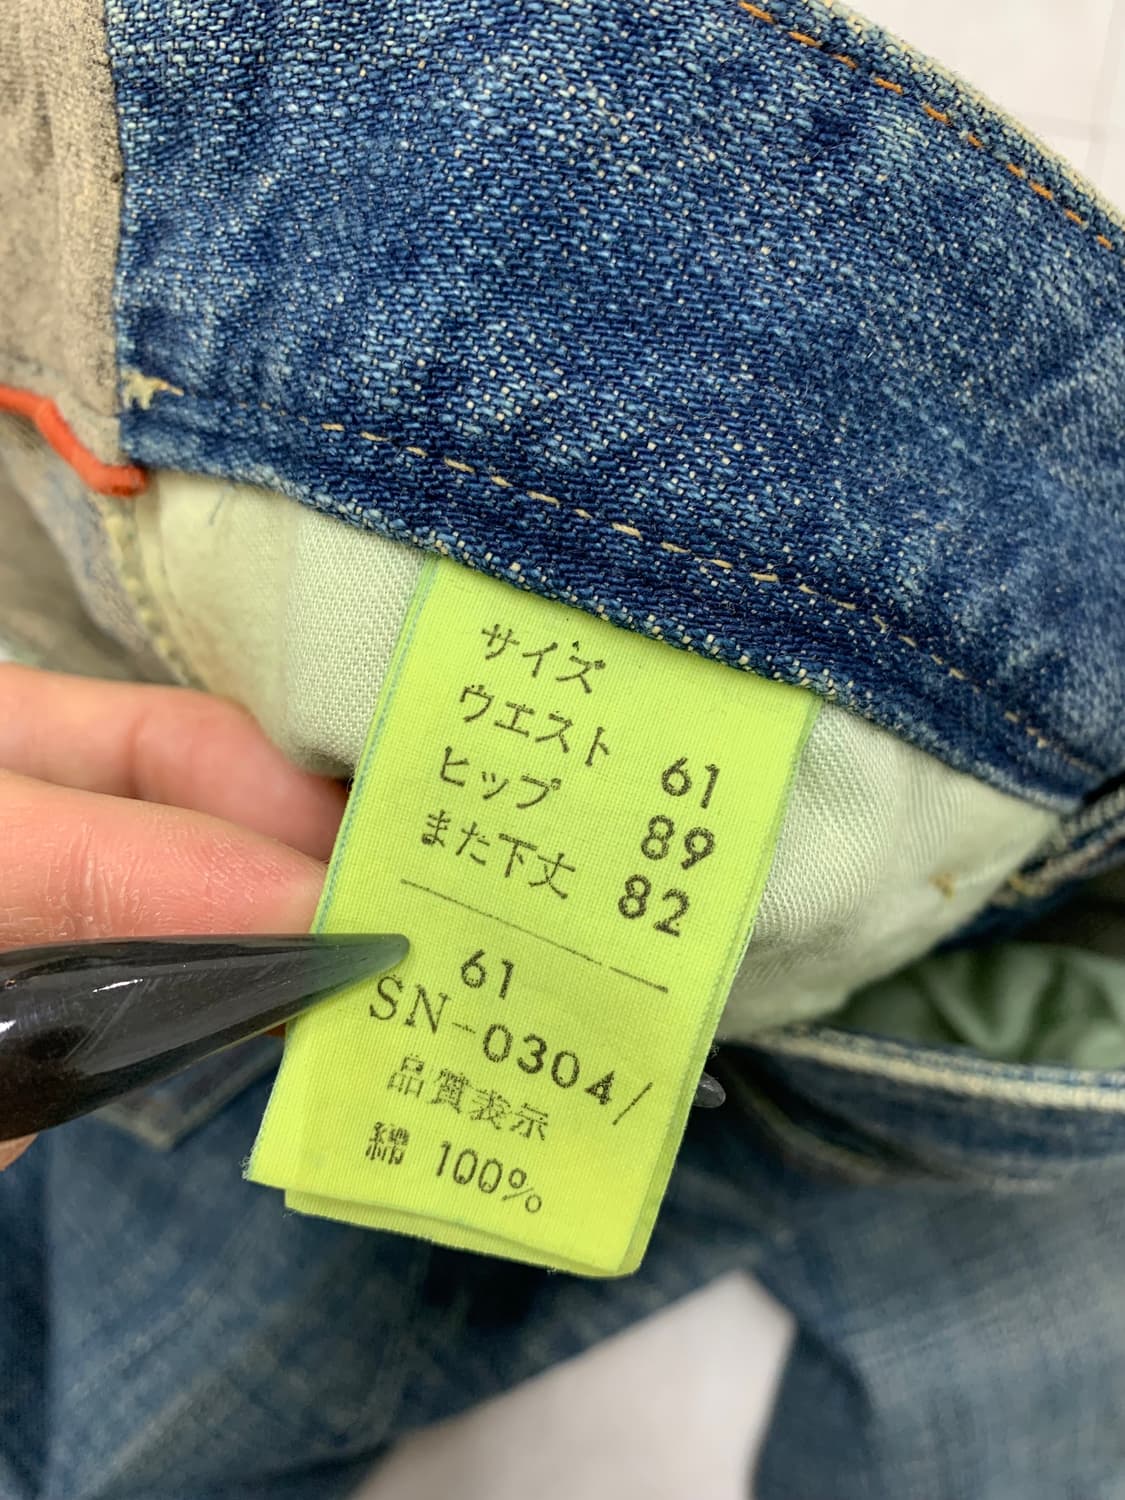 サイズ
ウエスト 61
ヒップ 89
また下丈 82
61
SN-0304/
品質表示
綿 100%